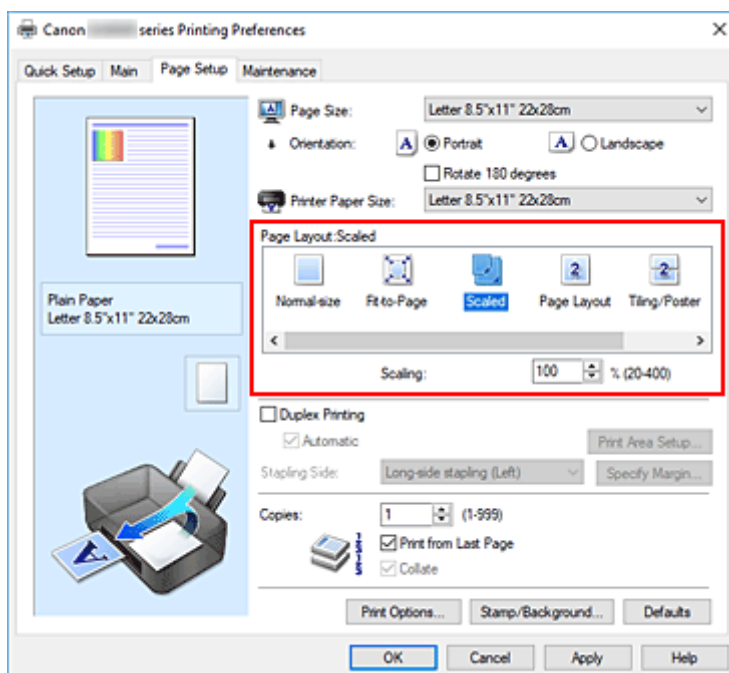 Canon series Printing Preferences
Quick Setup Main Page Setup Maintenance
Page Size: Letter 8.5"x11" 22x28cm
Orientation: A Portrait A Landscape
Rotate 180 degrees
Printer Paper Size: Letter 8.5"x11" 22x28cm
Page Layout:Scaled
Normal-size Fit-to-Page Scaled Page Layout Tiling/Poster
Scaling: 100 % (20-400)
Plain Paper
Letter 8.5"x11" 22x28cm
Duplex Printing
Automatic Print Area Setup...
Stapling Side: Long-side stapling (Left) Specify Margin...
Copies: 1 (1-999)
Print from Last Page
Collate
Print Options... Stamp/Background... Defaults
OK Cancel Apply Help